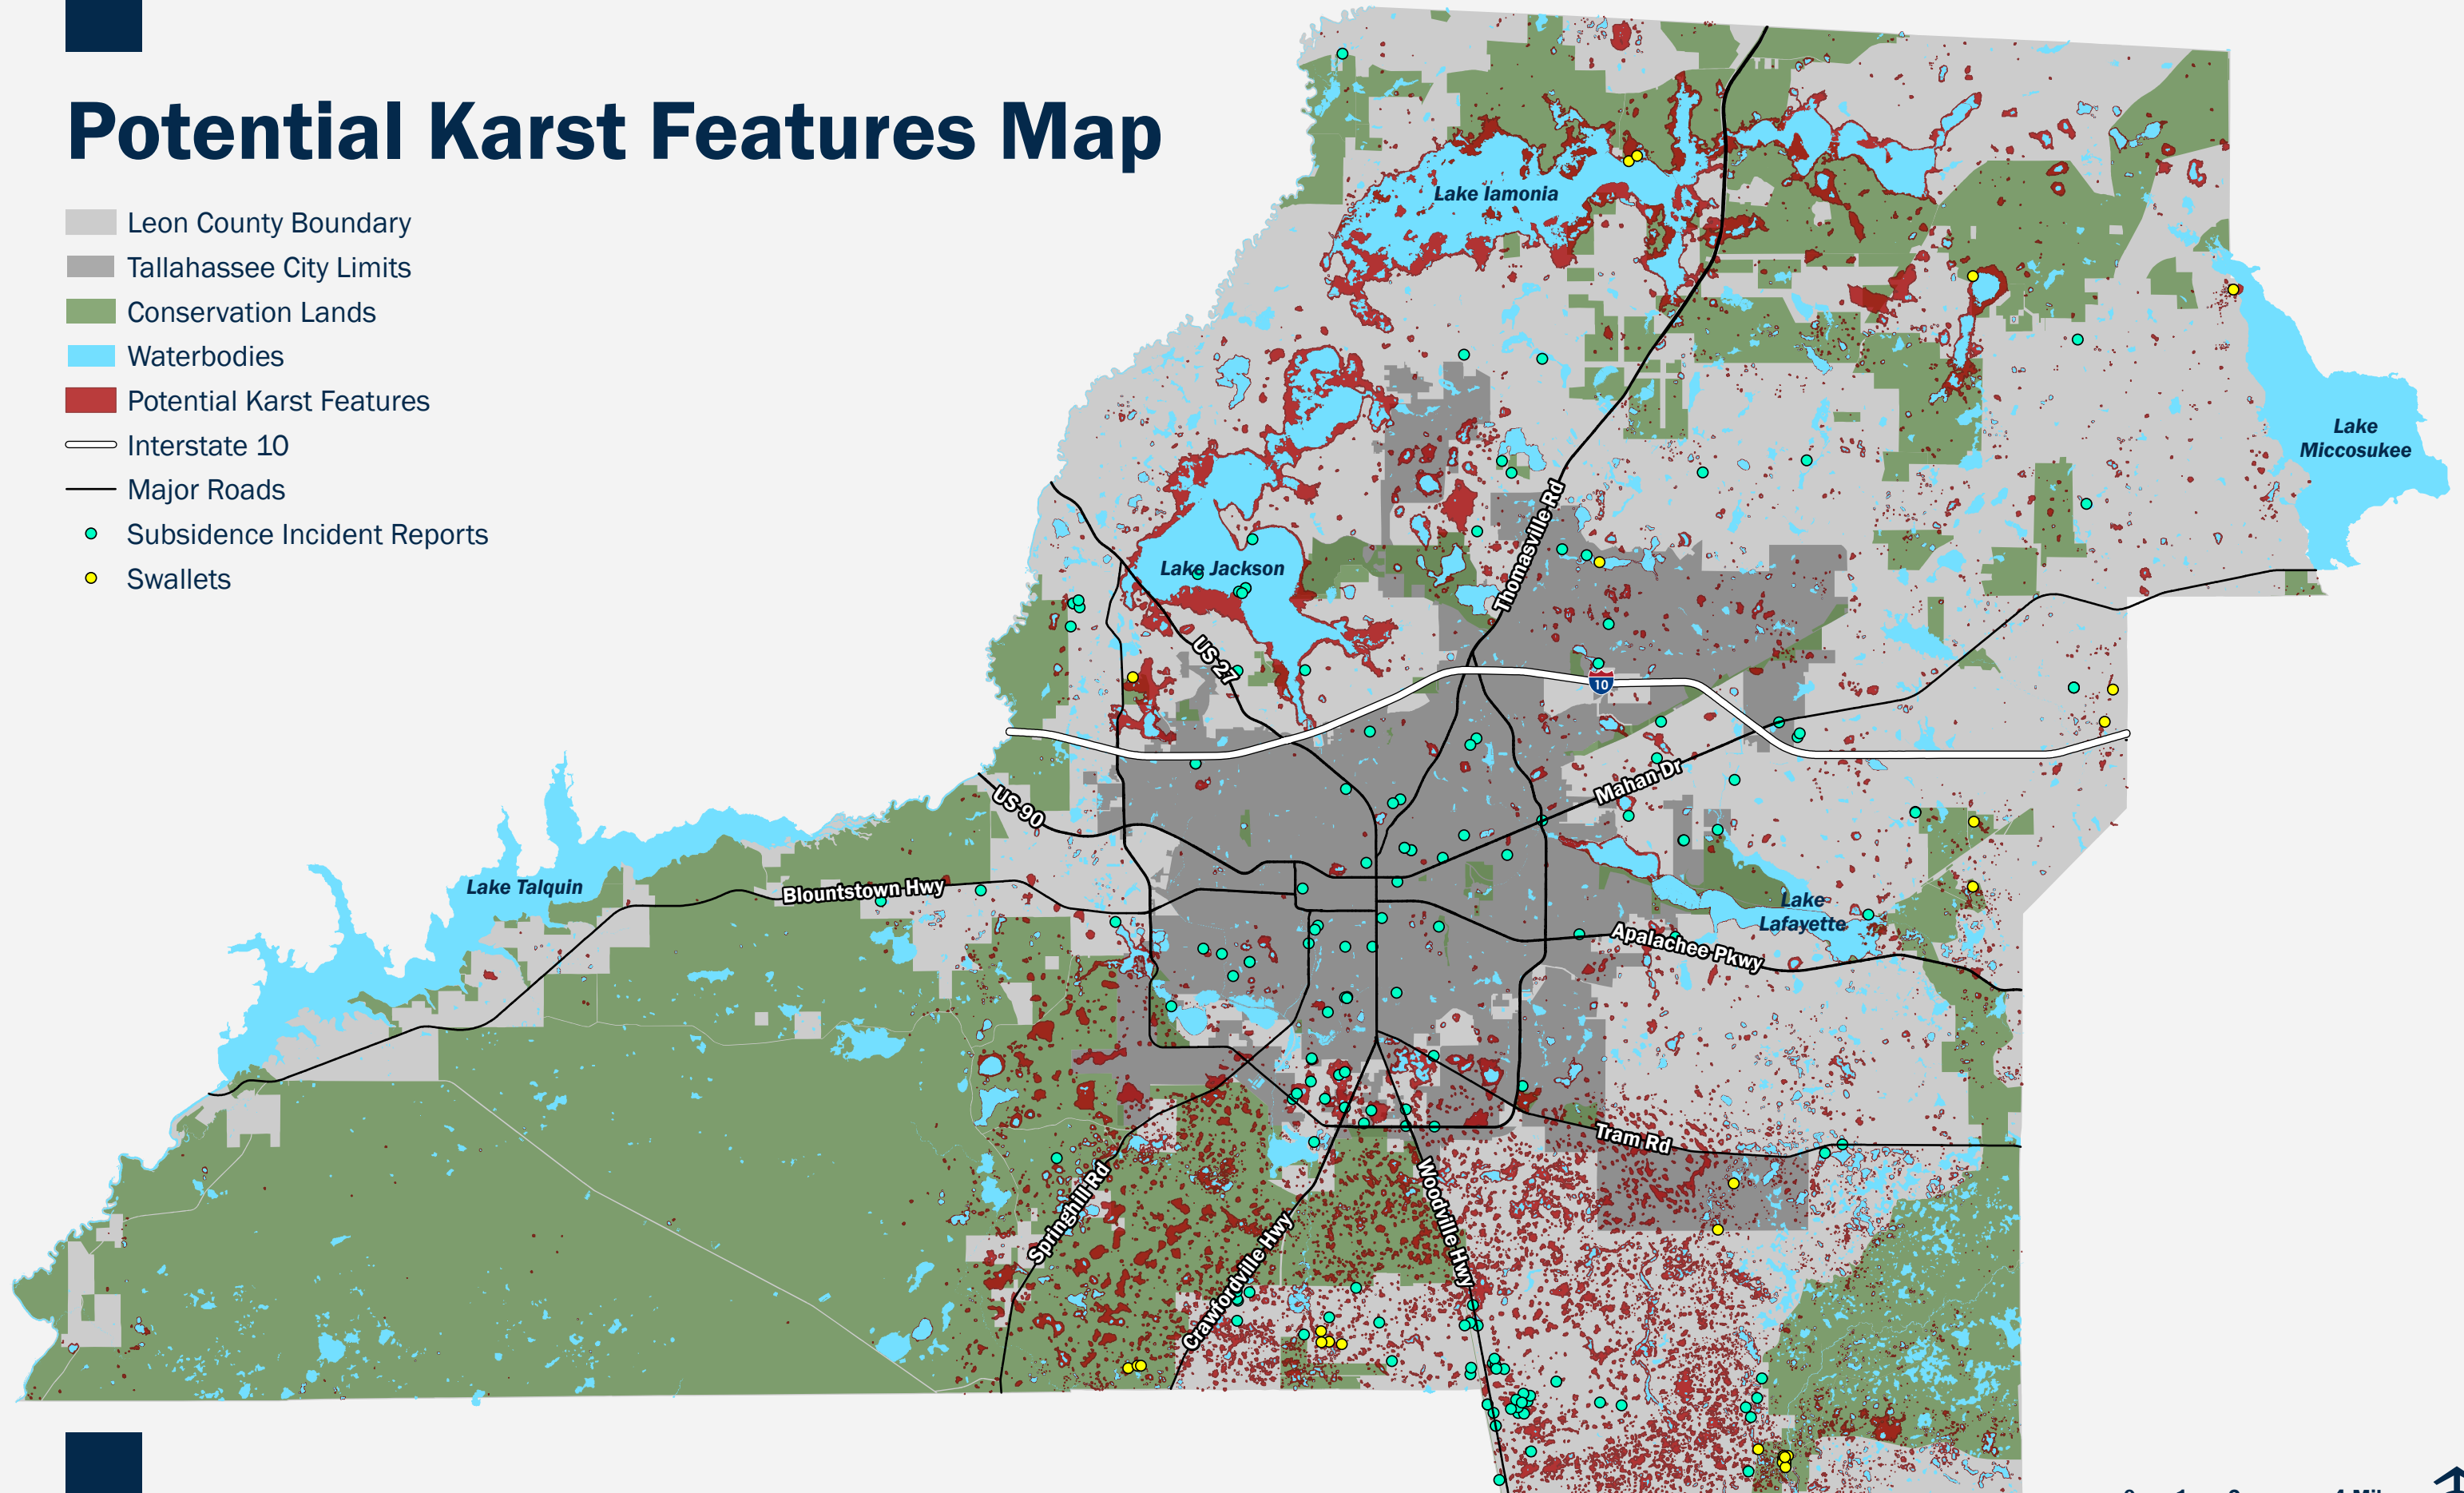 Potential Karst Features Map
Leon County Boundary
Tallahassee City Limits
Conservation Lands
Waterbodies
Potential Karst Features
Interstate 10
Major Roads
Subsidence Incident Reports
Swallets
Lake Iamonia
Lake
Miccosukee
Lake Jackson
Thomasville Rd
US 27
10
Mahan Dr
US 90
Lake Talquin
Blountstown Hwy
Lake
Lafayette
Apalachee Pkwy
Tram Rd
Springhill Rd
Woodville Hwy
Crawfordville Hwy